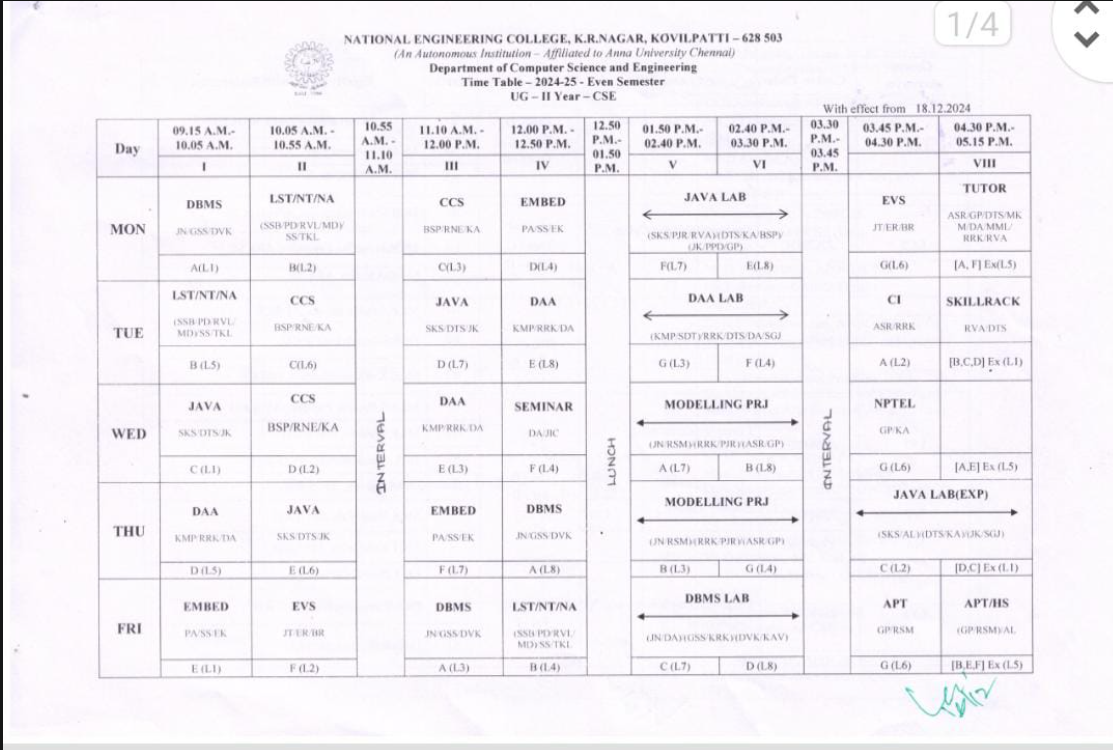 1/4
NATIONAL ENGINEERING COLLEGE, K.R.NAGAR, KOVILPATTI – 628 503
(An Autonomous Institution – Affiliated to Anna University Chennai)
Department of Computer Science and Engineering
Time Table – 2024-25 - Even Semester
UG – II Year – CSE
With effect from 18.12.2024
Day
09.15 A.M.- 10.05 A.M.
10.05 A.M. - 10.55 A.M.
10.55 A.M. - 11.10 A.M.
11.10 A.M. - 12.00 P.M.
12.00 P.M. - 12.50 P.M.
12.50 P.M.- 01.50 P.M.
01.50 P.M.- 02.40 P.M.
02.40 P.M.- 03.30 P.M.
03.30 P.M.- 03.45 P.M.
03.45 P.M.- 04.30 P.M.
04.30 P.M.- 05.15 P.M.
I II III IV V VI VIII
MON
DBMS LST/NT/NA CCS EMBED JAVA LAB EVS TUTOR
JN/GSS/DVK (SSB/PD/RVL/MD)/ SS/TKL BSP/RNE/KA PA/SS/EK (SKS/PJR/RVA)/(DTS/KA/BSP)/ (JK/PPD/GP) JT/ER/BR ASR/GP/DTS/MK M/DA/MML/ RRK/RVA
A(L1) B(L2) C(L3) D(L4) F(L7) E(L8) G(L6) [A, F] Ex(L5)
TUE
LST/NT/NA CCS JAVA DAA DAA LAB CI SKILLRACK
(SSB/PD/RVL/ MD)/SS/TKL BSP/RNE/KA SKS/DTS/JK KMP/RRK/DA (KMP/SDT)/(RRK/DTS/DA/SGJ) ASR/RRK RVA/DTS
B (L5) C(L6) D (L7) E (L8) G (L3) F (L4) A (L2) [B,C,D] Ex (L1)
WED
JAVA CCS DAA SEMINAR MODELLING PRJ NPTEL
SKS/DTS/JK BSP/RNE/KA KMP/RRK/DA DA/JIC (JN/RSM)/(RRK/PJR)/(ASR/GP) GP/KA
C (L1) D (L2) E (L3) F (L4) A (L7) B (L8) G (L6) [A,E] Ex (L5)
INTERVAL
LUNCH
INTERVAL
THU
DAA JAVA EMBED DBMS MODELLING PRJ JAVA LAB(EXP)
KMP/RRK/DA SKS/DTS/JK PA/SS/EK JN/GSS/DVK (JN/RSM)/(RRK/PJR)/(ASR/GP) (SKS/AL)/(DTS/KA)/(JK/SGJ)
D (L5) E (L6) F (L7) A (L8) B (L3) G (L4) C (L2) [D,C] Ex (L1)
FRI
EMBED EVS DBMS LST/NT/NA DBMS LAB APT APT/HS
PA/SS/EK JT/ER/BR JN/GSS/DVK (SSB/PD/RVL/ MD)/SS/TKL (JN/DA)/(GSS/KRK)/(DVK/KAV) GP/RSM (GP/RSM)/AL
E (L1) F (L2) A (L3) B (L4) C (L7) D (L8) G (L6) [B,E,F] Ex (L5)